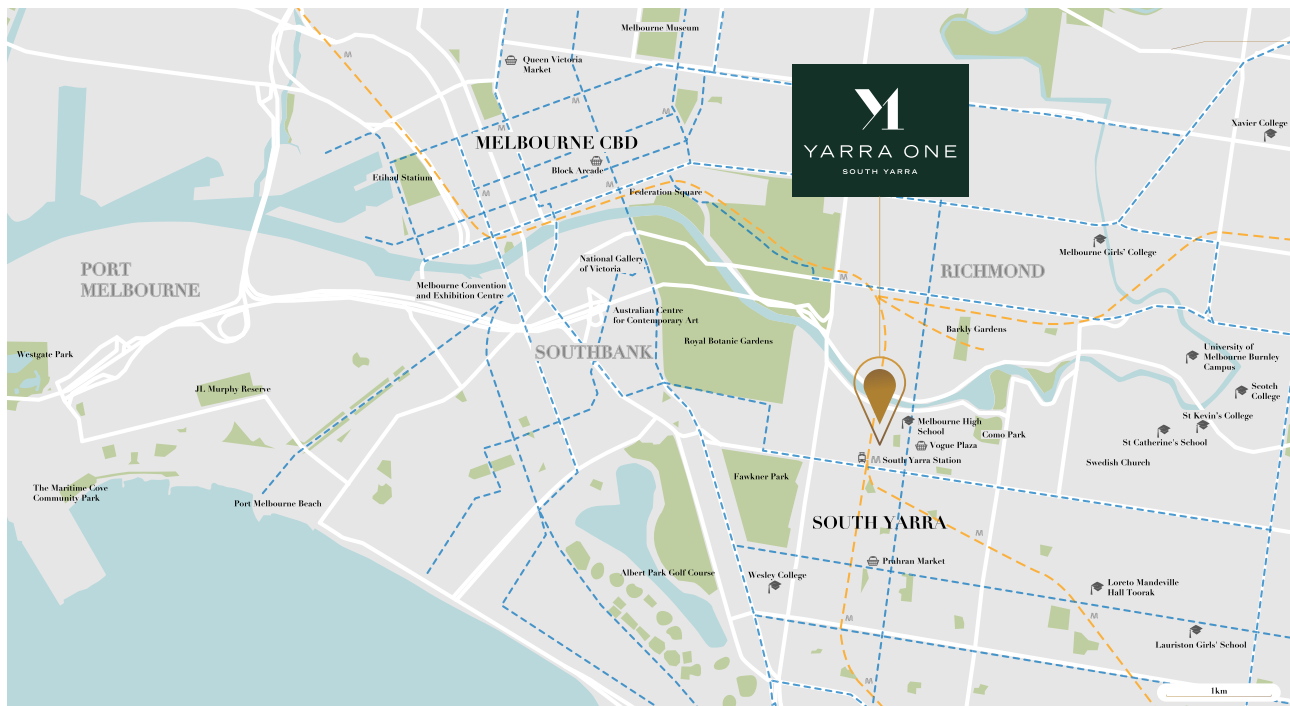 Melbourne Museum
Queen Victoria
Market
M
M
M
M
YARRA ONE
SOUTH YARRA
Xavier College
MELBOURNE CBD
Block Arcade
Etihad Statium
M
M
Federation Square
Melbourne Girls' College
PORT
MELBOURNE
National Gallery
of Victoria
RICHMOND
M
Melbourne Convention
and Exhibition Centre
Australian Centre
for Contemporary Art
Barkly Gardens
Royal Botanic Gardens
SOUTHBANK
Westgate Park
University of
Melbourne Burnley
Campus
JL Murphy Reserve
Scotch
College
St Kevin's College
Melbourne High
School
Como Park
St Catherine's School
Vogue Plaza
M
South Yarra Station
Swedish Church
Fawkner Park
The Maritime Cove
Community Park
Port Melbourne Beach
SOUTH YARRA
M
Prahran Market
Albert Park Golf Course
Wesley College
Loreto Mandeville
Hall Toorak
M
M
Lauriston Girls' School
M
1km